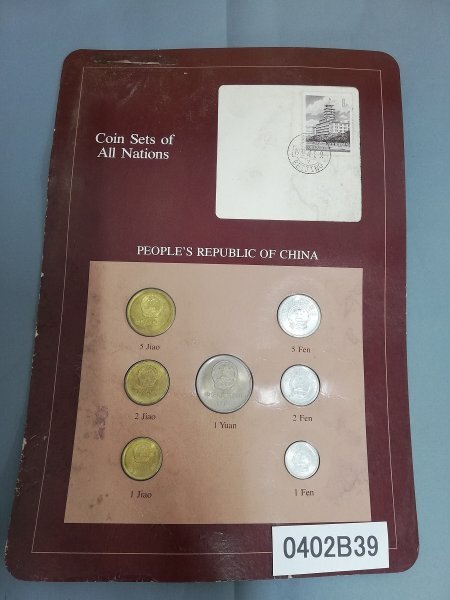 Coin Sets of
All Nations
BEIJING
PEOPLE'S REPUBLIC OF CHINA
5 Jiao
5 Fen
2 Jiao
2 Fen
1 Yuan
1 Jiao
1 Fen
0402B39